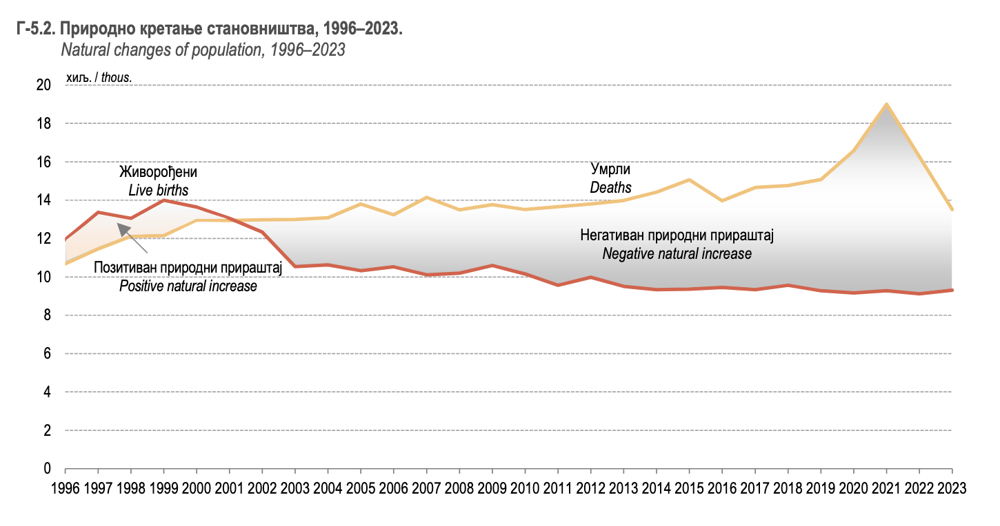 Г-5.2. Природно кретање становништва, 1996–2023.
Natural changes of population, 1996–2023
хиљ. / thous.
20
18
16
14
12
10
8
6
4
2
0
Живорођени
Live births
Умрли
Deaths
Позитиван природни прираштај
Positive natural increase
Негативан природни прираштај
Negative natural increase
1996 1997 1998 1999 2000 2001 2002 2003 2004 2005 2006 2007 2008 2009 2010 2011 2012 2013 2014 2015 2016 2017 2018 2019 2020 2021 2022 2023